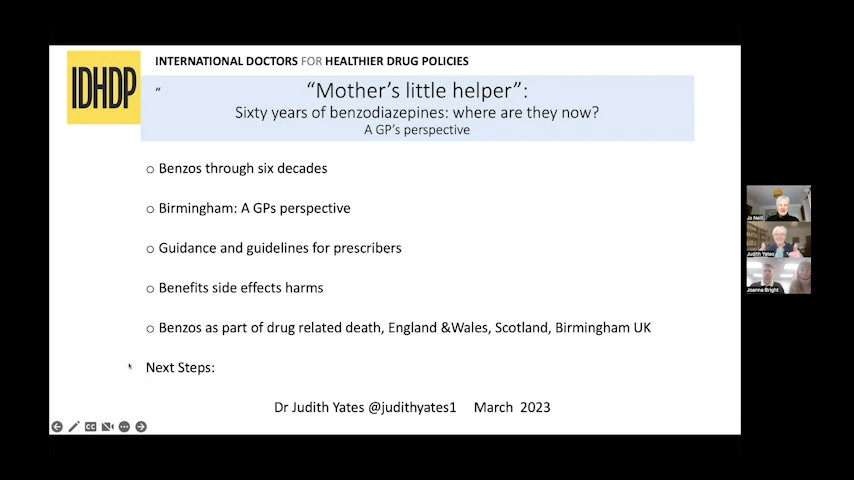 IDHDP
INTERNATIONAL DOCTORS FOR HEALTHIER DRUG POLICIES
“
“Mother’s little helper”:
Sixty years of benzodiazepines: where are they now?
A GP’s perspective
o Benzos through six decades
o Birmingham: A GPs perspective
o Guidance and guidelines for prescribers
o Benefits side effects harms
o Benzos as part of drug related death, England &Wales, Scotland, Birmingham UK
Next Steps:
Dr Judith Yates @judithyates1 March 2023
CC
Jo Neill
Judith Yates
Joanna Bright